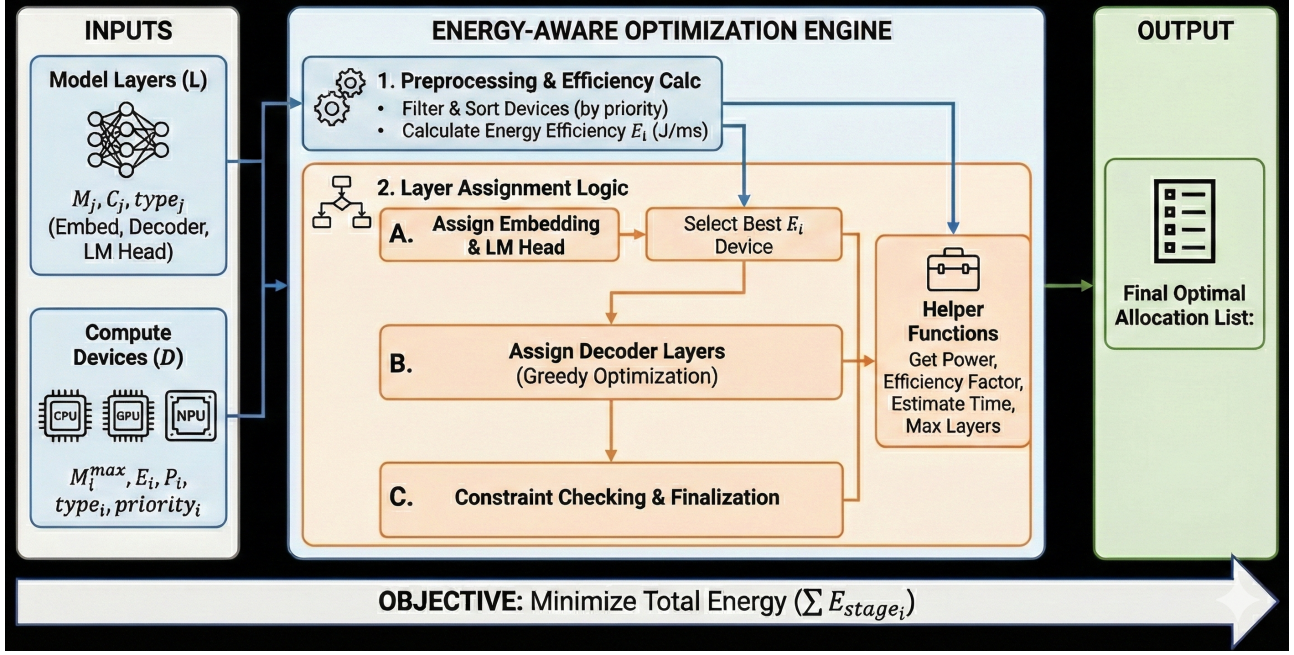 INPUTS
Model Layers (L)
$M_j, C_j, type_j$
(Embed, Decoder,
LM Head)
Compute
Devices ($D$)
CPU
GPU
NPU
$M_i^{max}, E_i, P_i,$
$type_i, priority_i$
ENERGY-AWARE OPTIMIZATION ENGINE
1. Preprocessing & Efficiency Calc
• Filter & Sort Devices (by priority)
• Calculate Energy Efficiency $E_i$ (J/ms)
2. Layer Assignment Logic
A. Assign Embedding
& LM Head
Select Best $E_i$
Device
B. Assign Decoder Layers
(Greedy Optimization)
C. Constraint Checking & Finalization
Helper
Functions
Get Power,
Efficiency Factor,
Estimate Time,
Max Layers
OUTPUT
Final Optimal
Allocation List:
OBJECTIVE: Minimize Total Energy ($\sum E_{stage_i}$)